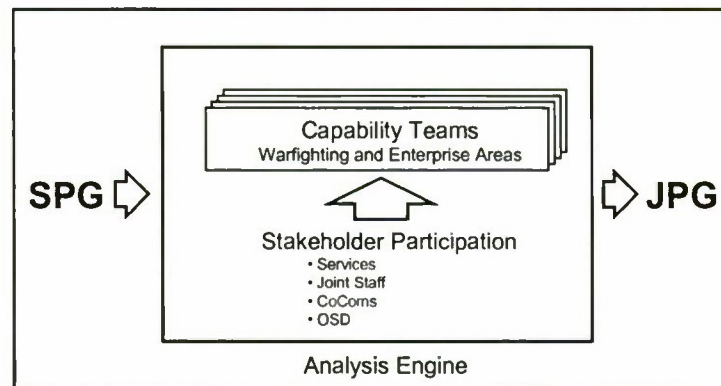 Capability Teams
Warfighting and Enterprise Areas
SPG
JPG
Stakeholder Participation
• Services
• Joint Staff
• CoComs
• OSD
Analysis Engine